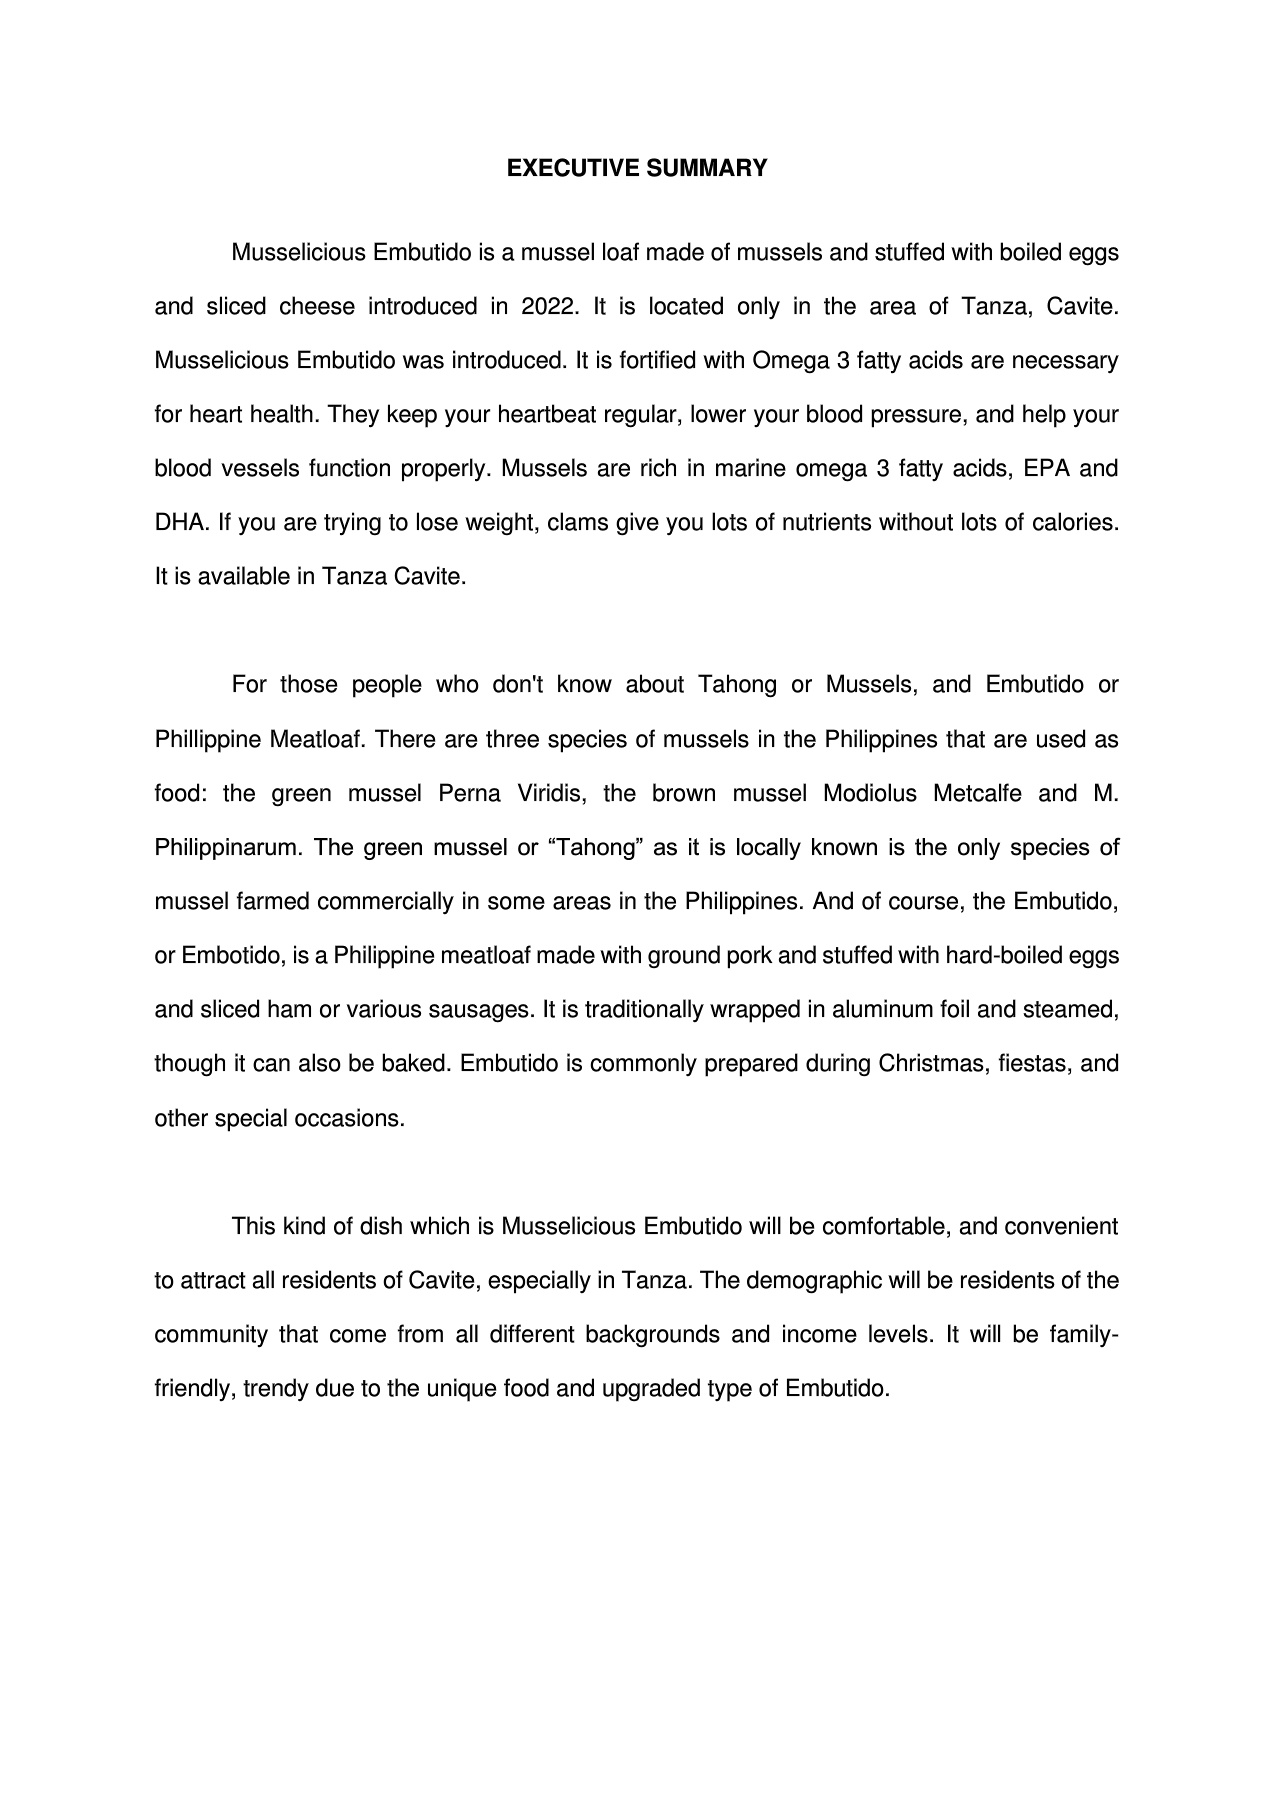 EXECUTIVE SUMMARY
Musselicious Embutido is a mussel loaf made of mussels and stuffed with boiled eggs
and sliced cheese introduced in 2022. It is located only in the area of Tanza, Cavite.
Musselicious Embutido was introduced. It is fortified with Omega 3 fatty acids are necessary
for heart health. They keep your heartbeat regular, lower your blood pressure, and help your
blood vessels function properly. Mussels are rich in marine omega 3 fatty acids, EPA and
DHA. If you are trying to lose weight, clams give you lots of nutrients without lots of calories.
It is available in Tanza Cavite.
For those people who don't know about Tahong or Mussels, and Embutido or
Phillippine Meatloaf. There are three species of mussels in the Philippines that are used as
food: the green mussel Perna Viridis, the brown mussel Modiolus Metcalfe and M.
Philippinarum. The green mussel or “Tahong” as it is locally known is the only species of
mussel farmed commercially in some areas in the Philippines. And of course, the Embutido,
or Embotido, is a Philippine meatloaf made with ground pork and stuffed with hard-boiled eggs
and sliced ham or various sausages. It is traditionally wrapped in aluminum foil and steamed,
though it can also be baked. Embutido is commonly prepared during Christmas, fiestas, and
other special occasions.
This kind of dish which is Musselicious Embutido will be comfortable, and convenient
to attract all residents of Cavite, especially in Tanza. The demographic will be residents of the
community that come from all different backgrounds and income levels. It will be family-
friendly, trendy due to the unique food and upgraded type of Embutido.